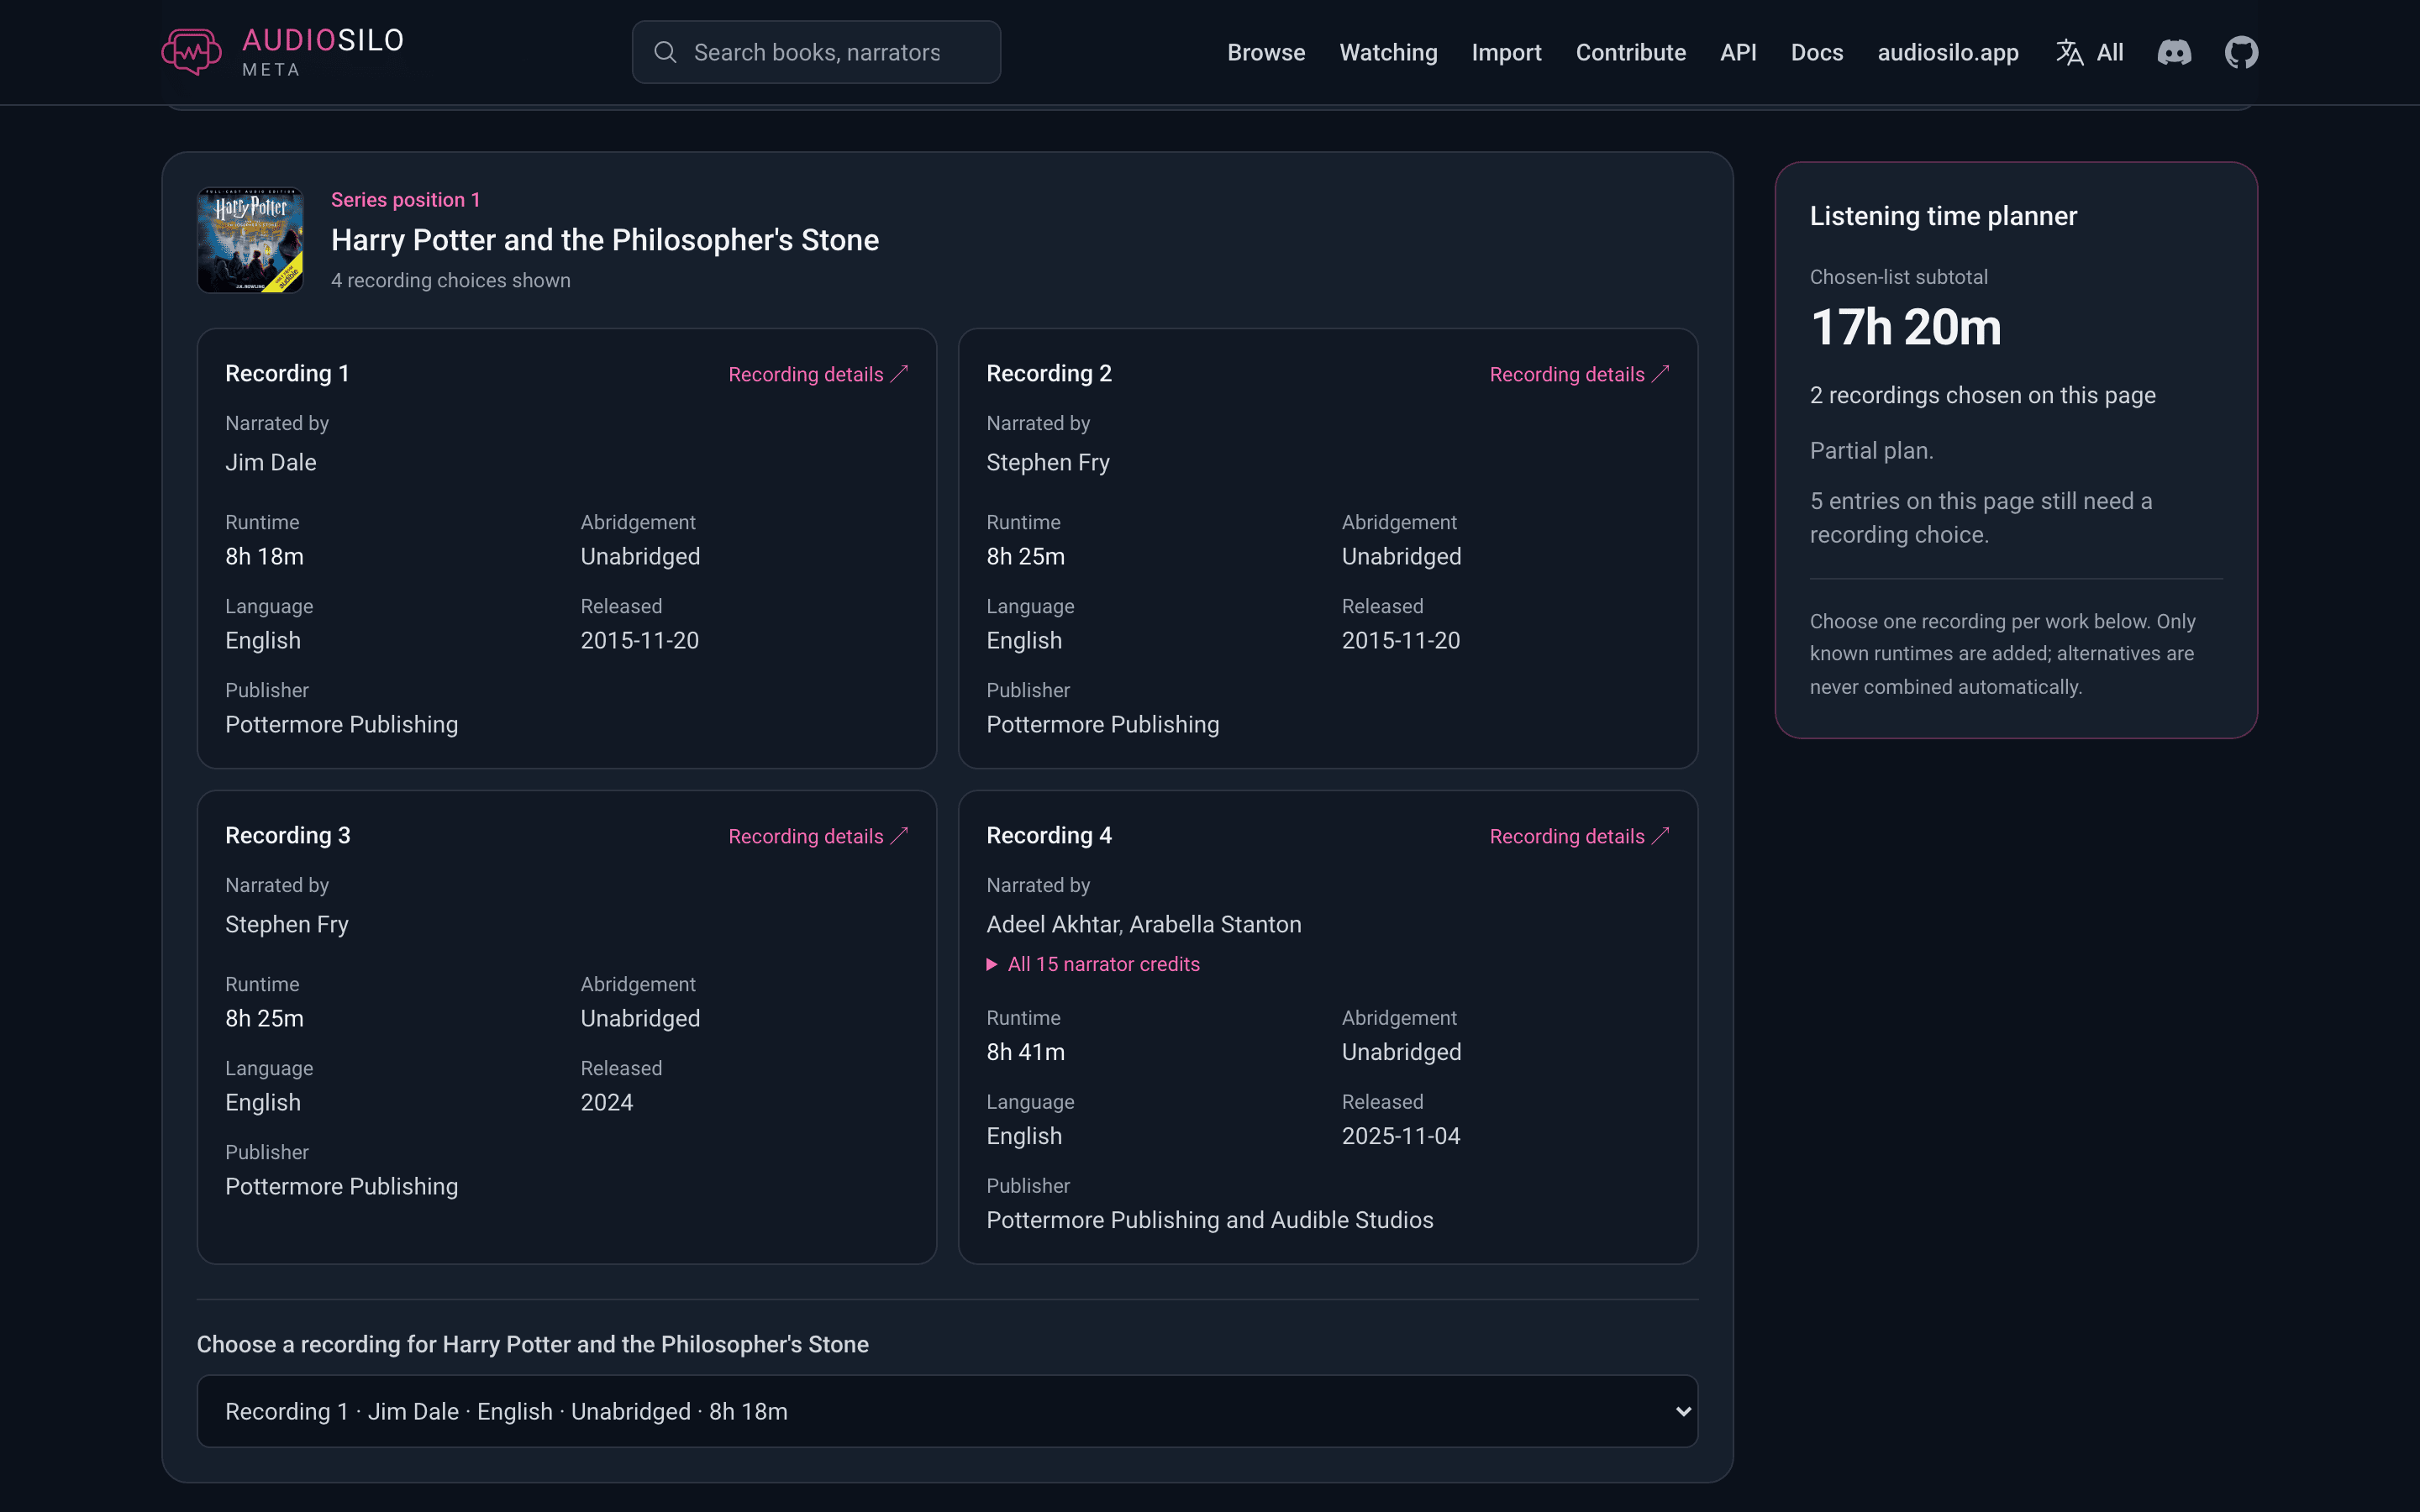 AUDIOSILO
META
Search books, narrators
Browse
Watching
Import
Contribute
API
Docs
audiosilo.app
All
FULL-CAST AUDIO EDITION
Harry Potter
J.K. ROWLING
audible
Series position 1
Harry Potter and the Philosopher's Stone
4 recording choices shown
Recording 1
Recording details
Narrated by
Jim Dale
Runtime
Abridgement
8h 18m
Unabridged
Language
Released
English
2015-11-20
Publisher
Pottermore Publishing
Recording 2
Recording details
Narrated by
Stephen Fry
Runtime
Abridgement
8h 25m
Unabridged
Language
Released
English
2015-11-20
Publisher
Pottermore Publishing
Recording 3
Recording details
Narrated by
Stephen Fry
Runtime
Abridgement
8h 25m
Unabridged
Language
Released
English
2024
Publisher
Pottermore Publishing
Recording 4
Recording details
Narrated by
Adeel Akhtar, Arabella Stanton
All 15 narrator credits
Runtime
Abridgement
8h 41m
Unabridged
Language
Released
English
2025-11-04
Publisher
Pottermore Publishing and Audible Studios
Choose a recording for Harry Potter and the Philosopher's Stone
Recording 1 · Jim Dale · English · Unabridged · 8h 18m
Listening time planner
Chosen-list subtotal
17h 20m
2 recordings chosen on this page
Partial plan.
5 entries on this page still need a
recording choice.
Choose one recording per work below. Only
known runtimes are added; alternatives are
never combined automatically.